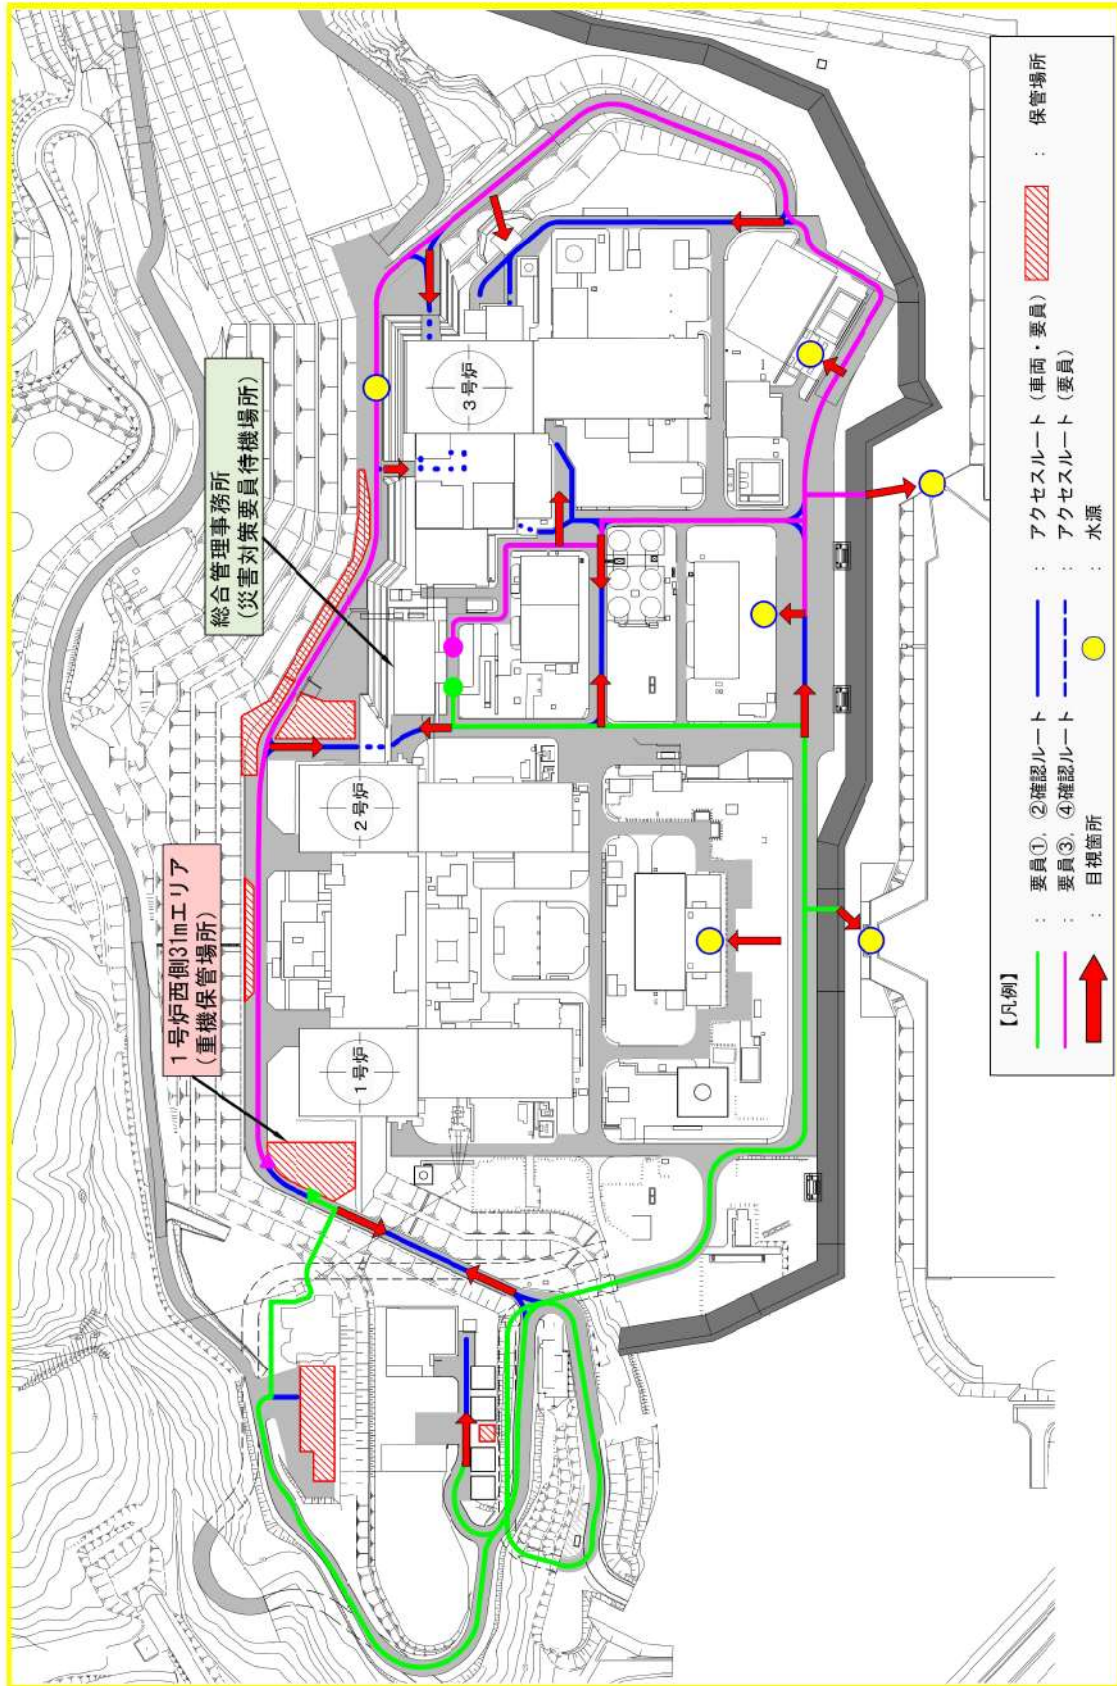 総合管理事務所
(災害対策要員待機場所)
1号炉西側31mエリア
(重機保管場所)
3号炉
2号炉
1号炉
【凡例】
: 要員①,②確認ルート
: アクセスルート (車両・要員)
: 保管場所
: 要員③,④確認ルート
: アクセスルート (要員)
: 目視箇所
: 水源